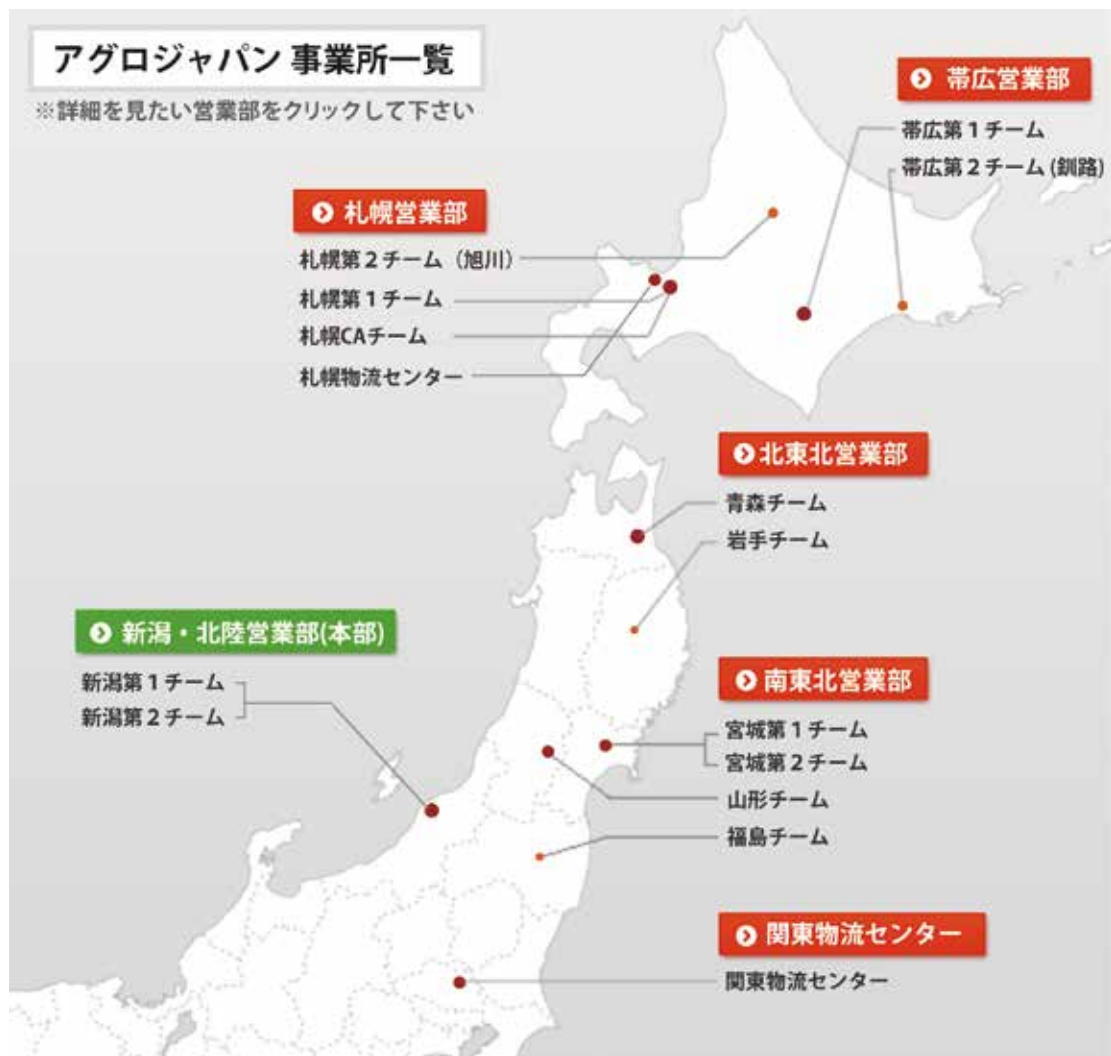 アグロジャパン 事業所一覧
※詳細を見たい営業部をクリックして下さい
帯広営業部
帯広第1チーム
帯広第2チーム(釧路)
札幌営業部
札幌第2チーム(旭川)
札幌第1チーム
札幌CAチーム
札幌物流センター
北東北営業部
青森チーム
岩手チーム
新潟・北陸営業部(本部)
新潟第1チーム
新潟第2チーム
南東北営業部
宮城第1チーム
宮城第2チーム
山形チーム
福島チーム
関東物流センター
関東物流センター